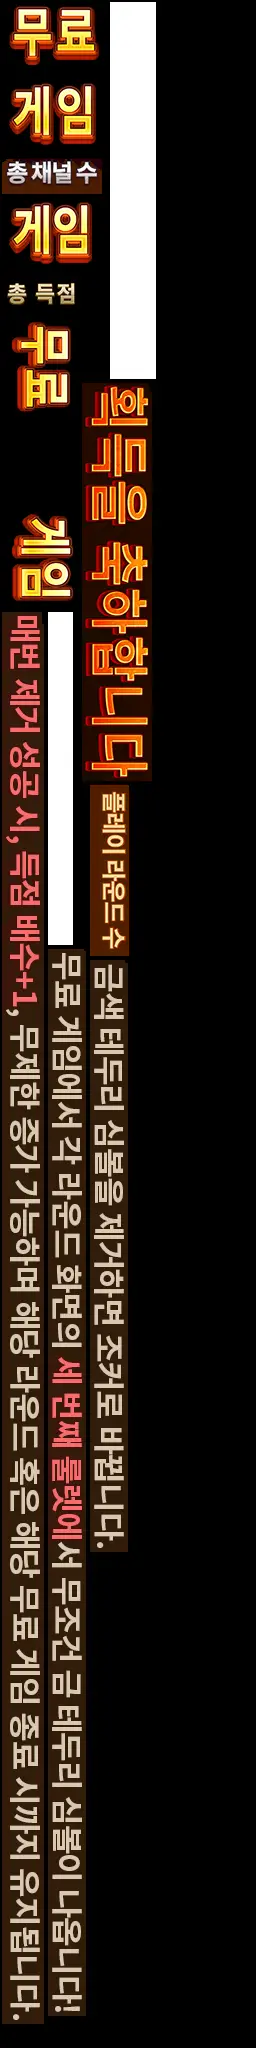 무료
게임
총 채널 수
게임
총 득점
무료
게임
획득을 축하합니다
플레이 라운드 수
매번 제거 성공 시, 득점 배수+1, 무제한 증가 가능하며 해당 라운드 혹은 해당 무료 게임 종료 시까지 유지됩니다.
무료 게임에서 각 라운드 화면의 세 번째 룰렛에서 무조건 금 테두리 심볼이 나옵니다!
금색 테두리 심볼을 제거하면 조커로 바뀝니다.